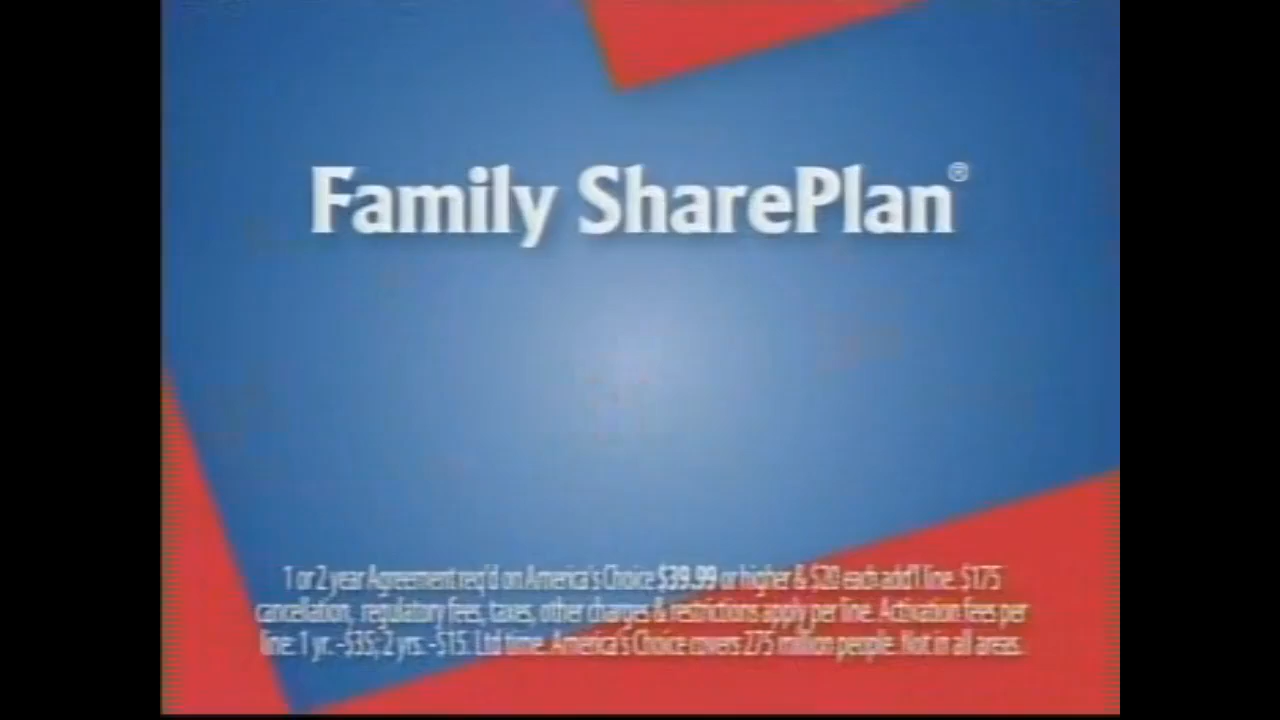 Family SharePlan®
1 or 2 year Agreement req'd on America's Choice $39.99 or higher & $20 each add'l line. $175
cancellation, regulatory fees, taxes, other charges & restrictions apply per line. Activation fees per
line: 1 yr. -$35; 2 yrs. -$15. Ltd time. America's Choice covers 275 million people. Not in all areas.